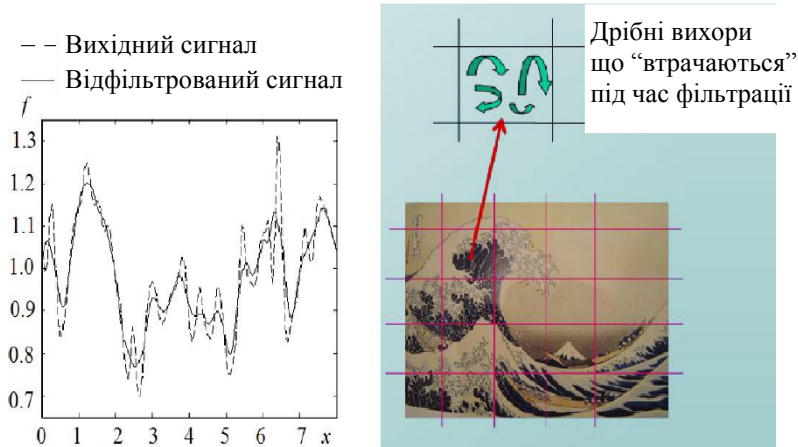 Вихідний сигнал
Відфільтрований сигнал
f
1.3
1.2
1.1
1.0
0.9
0.8
0.7
0 1 2 3 4 5 6 7 x
Дрібні вихори
що “втрачаються”
під час фільтрації